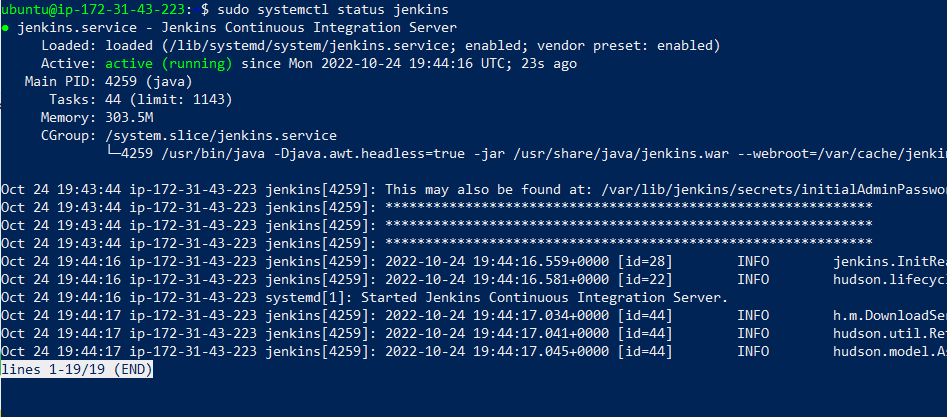 ubuntu@ip-172-31-43-223: $ sudo systemctl status jenkins
● jenkins.service - Jenkins Continuous Integration Server
     Loaded: loaded (/lib/systemd/system/jenkins.service; enabled; vendor preset: enabled)
     Active: active (running) since Mon 2022-10-24 19:44:16 UTC; 23s ago
   Main PID: 4259 (java)
      Tasks: 44 (limit: 1143)
     Memory: 303.5M
     CGroup: /system.slice/jenkins.service
             └─4259 /usr/bin/java -Djava.awt.headless=true -jar /usr/share/java/jenkins.war --webroot=/var/cache/jenki
Oct 24 19:43:44 ip-172-31-43-223 jenkins[4259]: This may also be found at: /var/lib/jenkins/secrets/initialAdminPasswo
Oct 24 19:43:44 ip-172-31-43-223 jenkins[4259]: *************************************************************
Oct 24 19:43:44 ip-172-31-43-223 jenkins[4259]: *************************************************************
Oct 24 19:43:44 ip-172-31-43-223 jenkins[4259]: *************************************************************
Oct 24 19:44:16 ip-172-31-43-223 jenkins[4259]: 2022-10-24 19:44:16.559+0000 [id=28]        INFO        jenkins.InitRea
Oct 24 19:44:16 ip-172-31-43-223 jenkins[4259]: 2022-10-24 19:44:16.581+0000 [id=22]        INFO        hudson.lifecyc
Oct 24 19:44:16 ip-172-31-43-223 systemd[1]: Started Jenkins Continuous Integration Server.
Oct 24 19:44:17 ip-172-31-43-223 jenkins[4259]: 2022-10-24 19:44:17.034+0000 [id=44]        INFO        h.m.DownloadSe
Oct 24 19:44:17 ip-172-31-43-223 jenkins[4259]: 2022-10-24 19:44:17.041+0000 [id=44]        INFO        hudson.util.Re
Oct 24 19:44:17 ip-172-31-43-223 jenkins[4259]: 2022-10-24 19:44:17.045+0000 [id=44]        INFO        hudson.model.A
lines 1-19/19 (END)